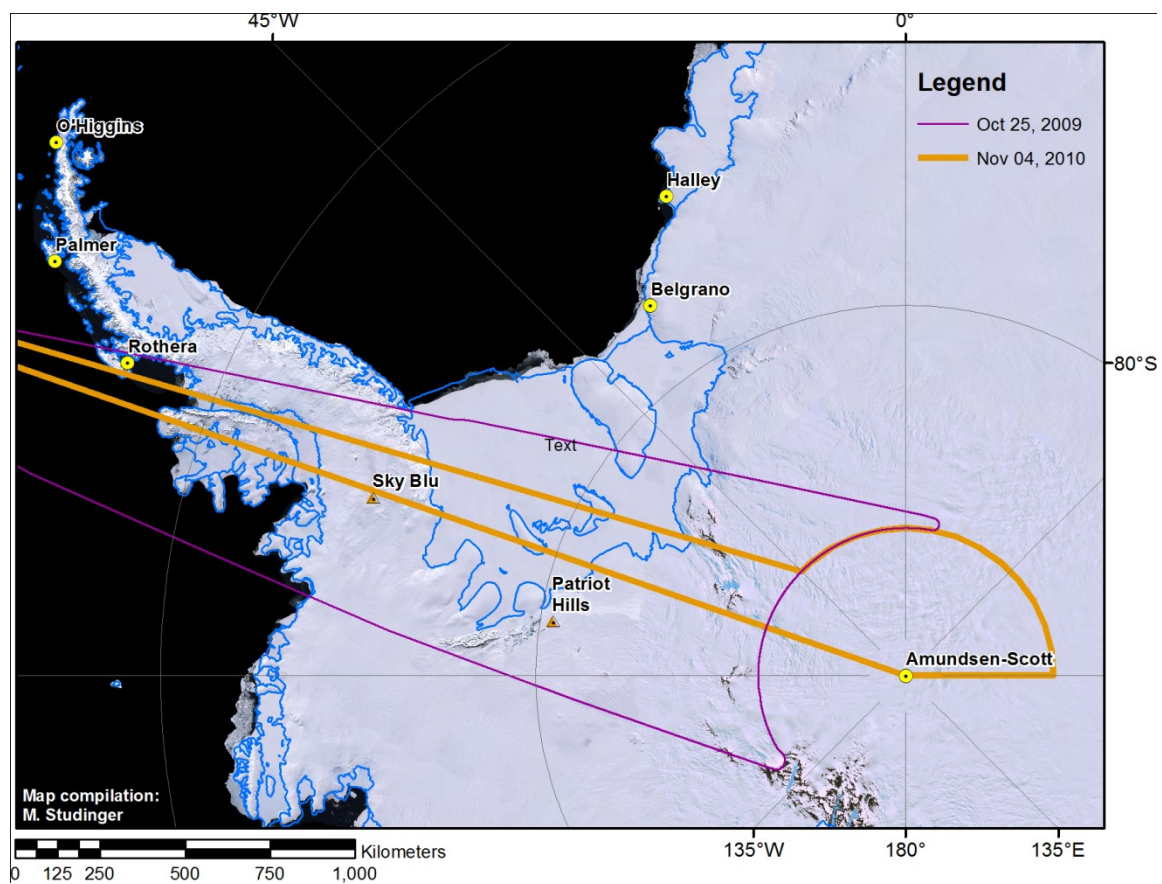 45°W
0°
Legend
Oct 25, 2009
Nov 04, 2010
O'Higgins
Halley
Palmer
Belgrano
Rothera
80°S
Text
Sky Blu
Patriot
Hills
Amundsen-Scott
Map compilation:
M. Studinger
Kilometers
0 125 250 500 750 1,000
135°W
180°
135°E